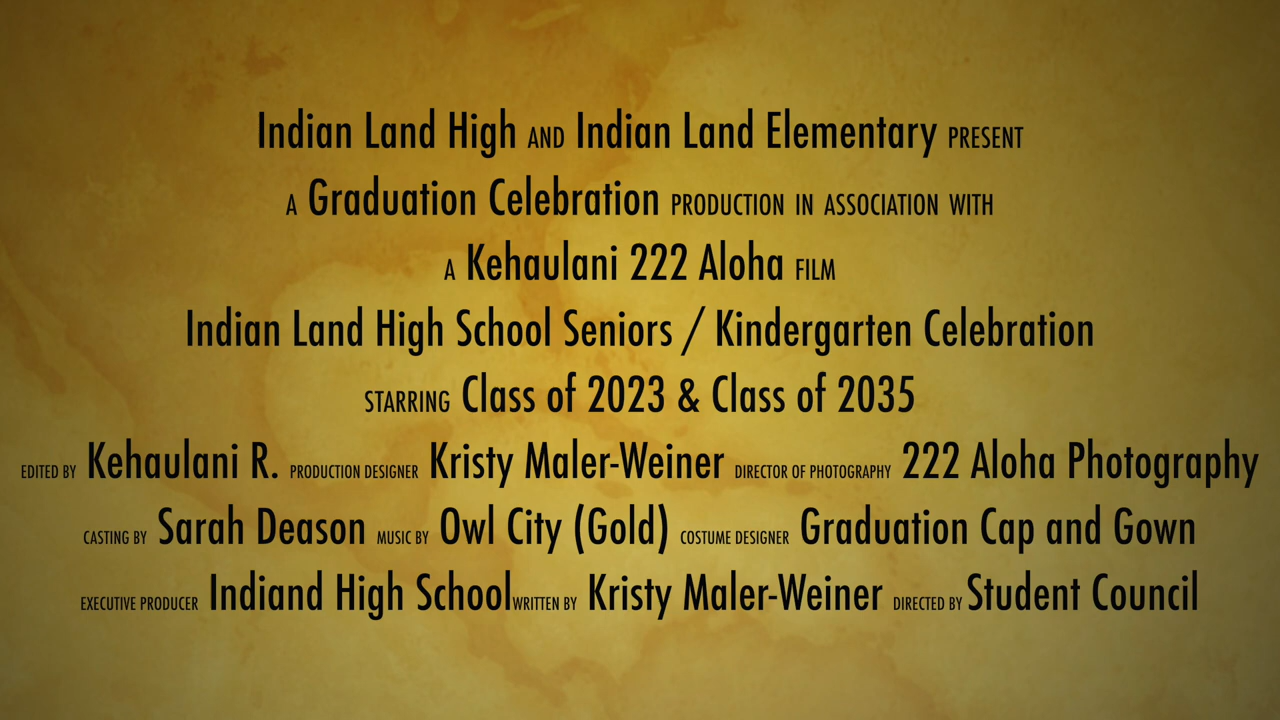 Indian Land High AND Indian Land Elementary PRESENT
A Graduation Celebration PRODUCTION IN ASSOCIATION WITH
A Kehaulani 222 Aloha FILM
Indian Land High School Seniors / Kindergarten Celebration
STARRING Class of 2023 & Class of 2035
EDITED BY Kehaulani R. PRODUCTION DESIGNER Kristy Maler-Weiner DIRECTOR OF PHOTOGRAPHY 222 Aloha Photography
CASTING BY Sarah Deason MUSIC BY Owl City (Gold) COSTUME DESIGNER Graduation Cap and Gown
EXECUTIVE PRODUCER Indiand High School WRITTEN BY Kristy Maler-Weiner DIRECTED BY Student Council